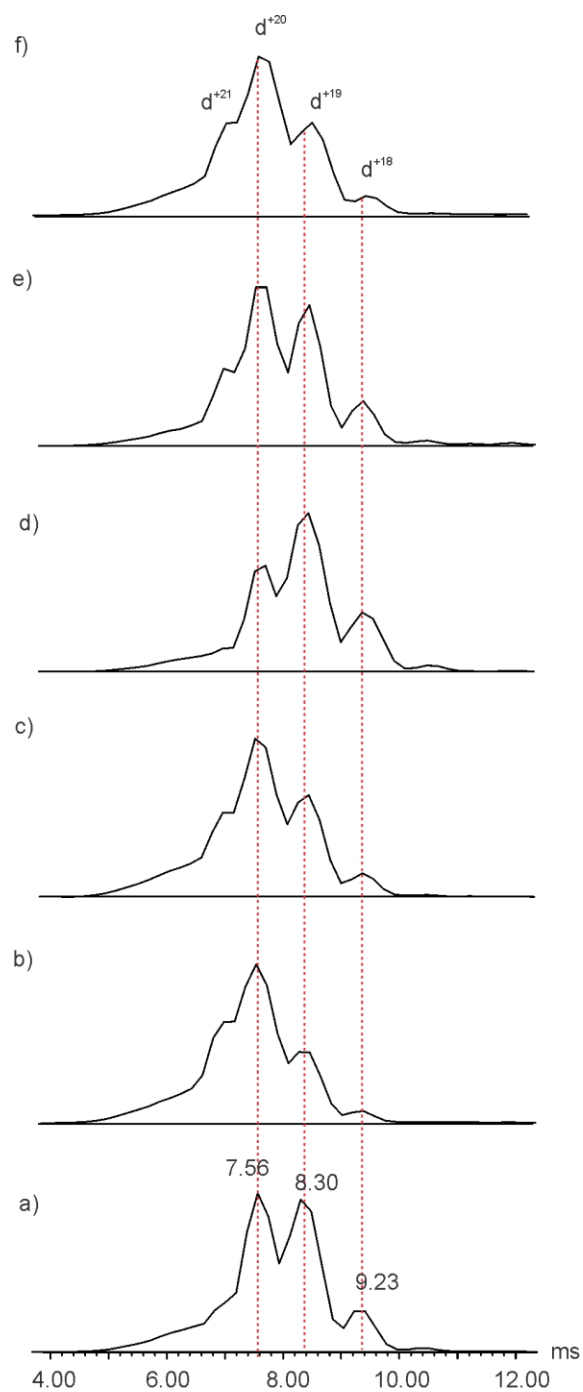 f)
d+20
d+21
d+19
d+18
e)
d)
c)
b)
a)
7.56
8.30
9.23
4.00 6.00 8.00 10.00 12.00 ms